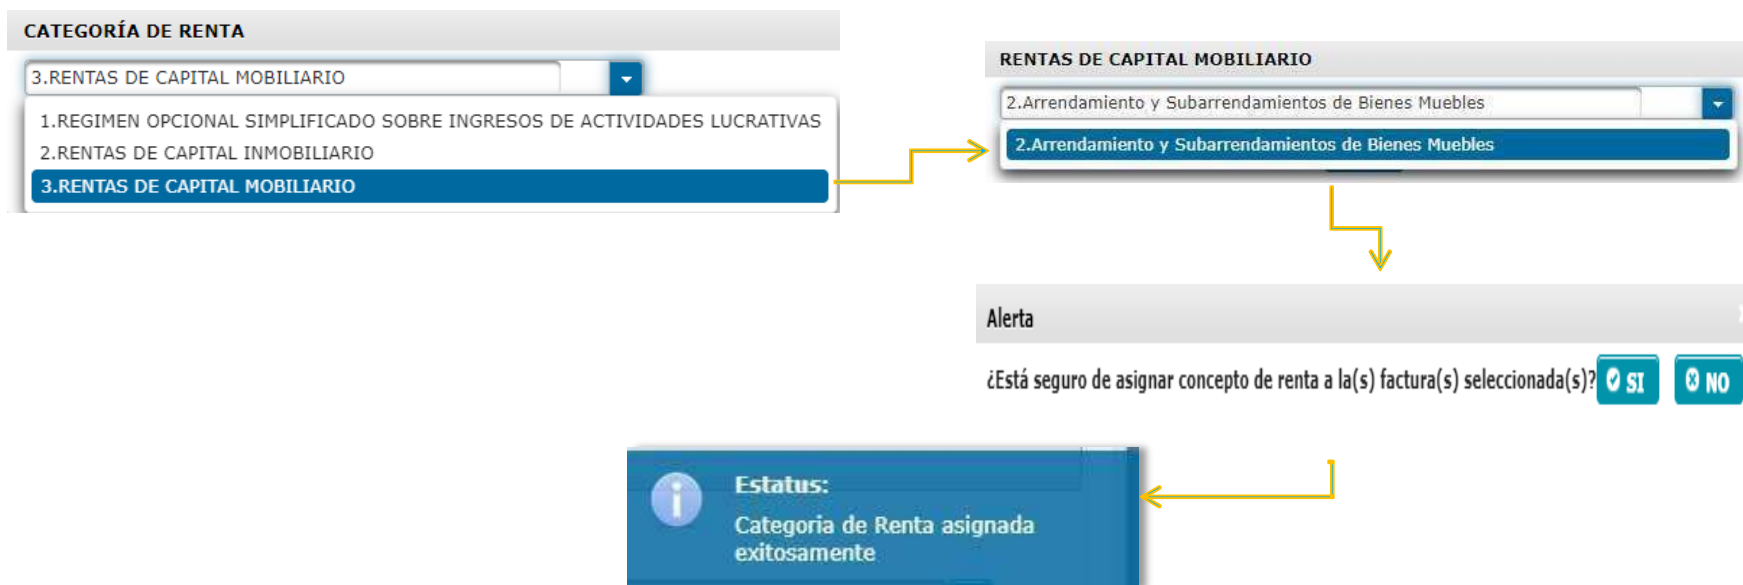 CATEGORÍA DE RENTA
3.RENTAS DE CAPITAL MOBILIARIO
1.REGIMEN OPCIONAL SIMPLIFICADO SOBRE INGRESOS DE ACTIVIDADES LUCRATIVAS
2.RENTAS DE CAPITAL INMOBILIARIO
3.RENTAS DE CAPITAL MOBILIARIO
RENTAS DE CAPITAL MOBILIARIO
2.Arrendamiento y Subarrendamientos de Bienes Muebles
2.Arrendamiento y Subarrendamientos de Bienes Muebles
Alerta
¿Está seguro de asignar concepto de renta a la(s) factura(s) seleccionada(s)? SI NO
Estatus:
Categoria de Renta asignada
exitosamente